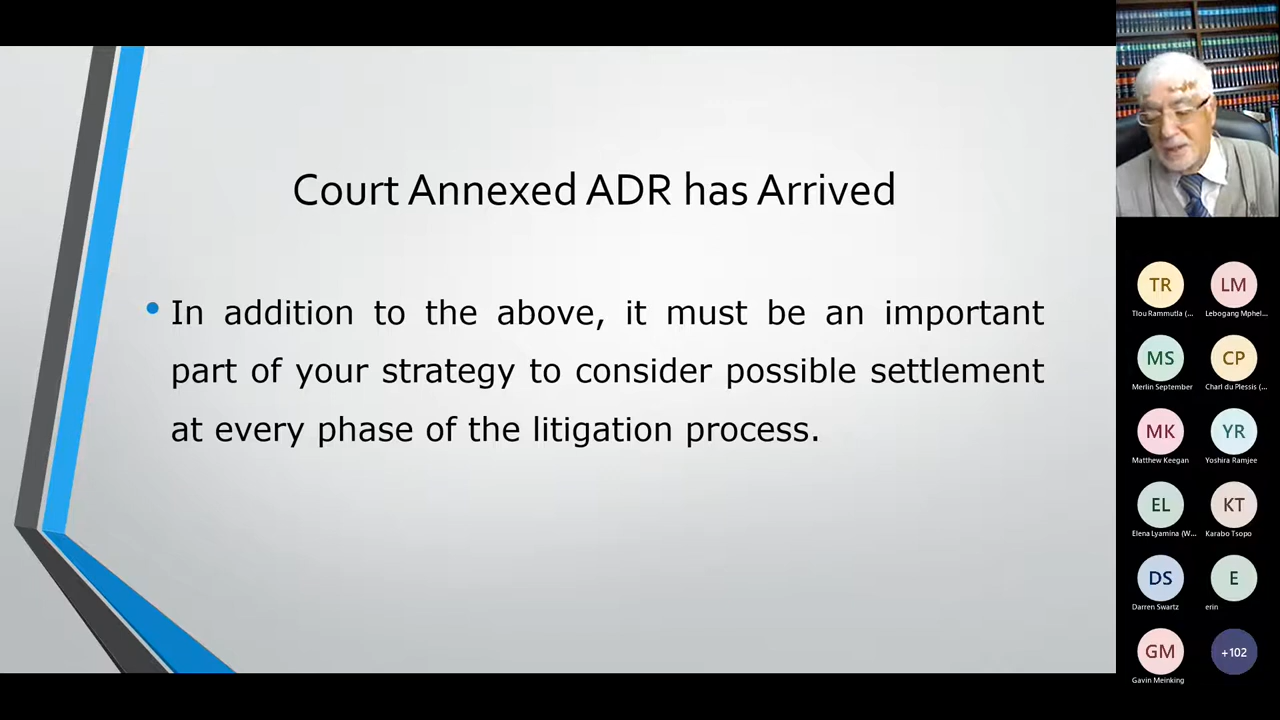 Court Annexed ADR has Arrived
• In addition to the above, it must be an important
part of your strategy to consider possible settlement
at every phase of the litigation process.
TR LM
Tlou Rammutla (... Lebogang Mphel...
MS CP
Merlin September Charl du Plessis (...
MK YR
Matthew Keegan Yoshira Ramjee
EL KT
Elena Lyamina (W... Karabo Tsopo
DS E
Darren Swartz erin
GM +102
Gavin Meinking